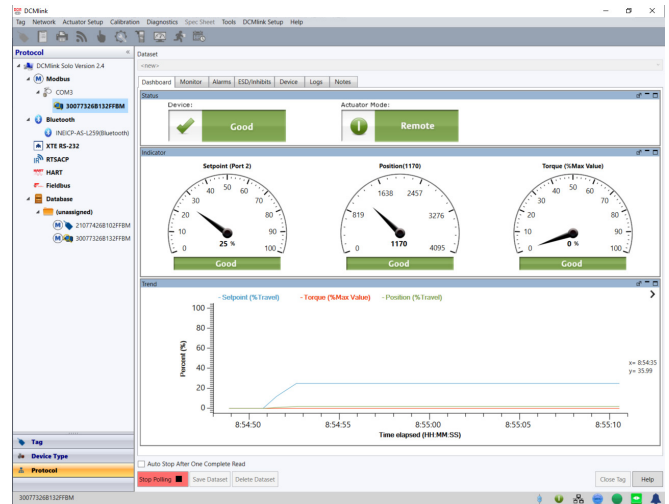 DCMlink
Tag Network Actuator Setup Calibration Diagnostics Spec Sheet Tools DCMlink Setup Help
Protocol
DCMlink Solo Version 2.4
Modbus
COM3
30077326B132FFBM
Bluetooth
INEICP-AS-L259(Bluetooth)
XTE RS-232
RTSACP
HART
Fieldbus
Database
(unassigned)
21077426B102FFBM
30077326B132FFBM
Tag
Device Type
Protocol
Dataset
<new>
Dashboard Monitor Alarms ESD/Inhibits Device Logs Notes
Status
Device: Actuator Mode:
Good Remote
Indicator
Setpoint (Port 2) Position(1170) Torque (%Max Value)
0 10 20 30 40 50 60 70 80 90 100
25 %
Good
0 819 1638 2457 3276 4095
1170
Good
0 10 20 30 40 50 60 70 80 90 100
0 %
Good
Trend
- Setpoint (%Travel) - Torque (%Max Value) - Position (%Travel)
Percent (%)
100
80
60
40
20
0
x= 8:54:35
y= 35.99
8:54:50 8:54:55 8:55:00 8:55:05 8:55:10
Time elapsed (HH:MM:SS)
Auto Stop After One Complete Read
Stop Polling Save Dataset Delete Dataset Close Tag Help
30077326B132FFBM